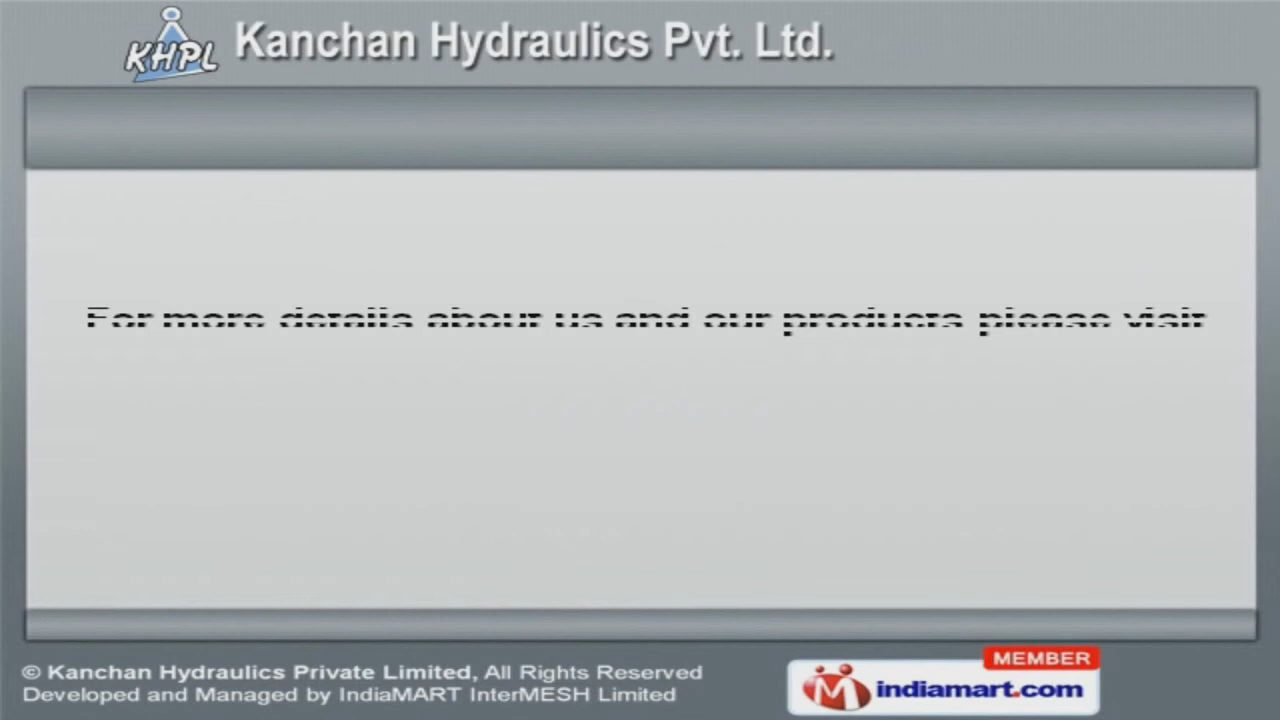 KHPL Kanchan Hydraulics Pvt. Ltd.
For more details about us and our products please visit
© Kanchan Hydraulics Private Limited, All Rights Reserved
Developed and Managed by IndiaMART InterMESH Limited
MEMBER
indiamart.com